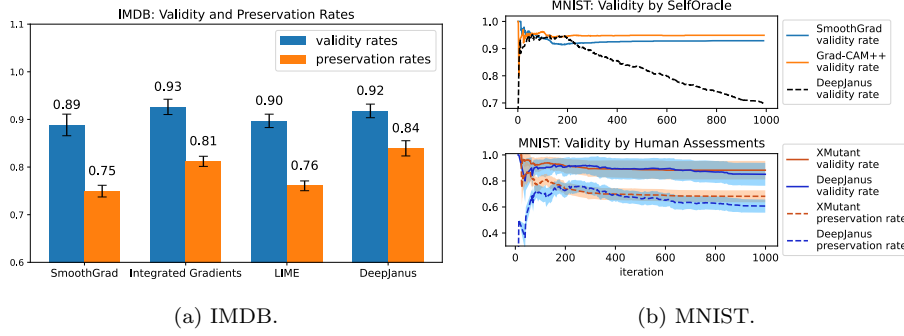 IMDB: Validity and Preservation Rates
1.1
1.0
0.9
0.8
0.7
0.6
validity rates
preservation rates
0.89
0.75
0.93
0.81
0.90
0.76
0.92
0.84
SmoothGrad
Integrated Gradients
LIME
DeepJanus
(a) IMDB.
MNIST: Validity by SelfOracle
1.0
0.9
0.8
0.7
0
200
400
600
800
1000
SmoothGrad
validity rate
Grad-CAM++
validity rate
DeepJanus
validity rate
MNIST: Validity by Human Assessments
1.0
0.8
0.6
0.4
0
200
400
600
800
1000
iteration
XMutant
validity rate
DeepJanus
validity rate
XMutant
preservation rate
DeepJanus
preservation rate
(b) MNIST.